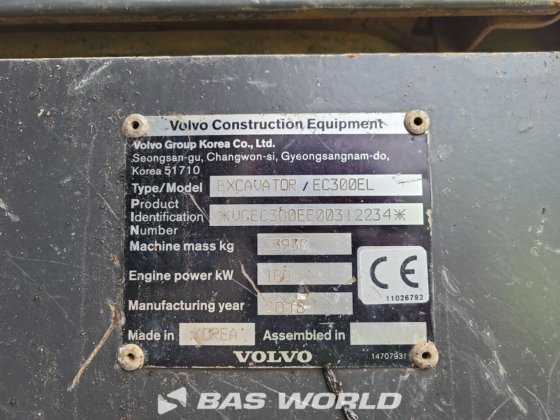 Volvo Construction Equipment
Volvo Group Korea Co., Ltd.
Seongsan-gu, Changwon-si, Gyeongsangnam-do,
Korea 51710
Type/Model EXCAVATOR / EC300EL
Product
Identification *VCEC300EE00312234*
Number
Machine mass kg
Engine power kW
CE
11026792
Manufacturing year 2018
Made in KOREA Assembled in
VOLVO 14707937
BAS WORLD